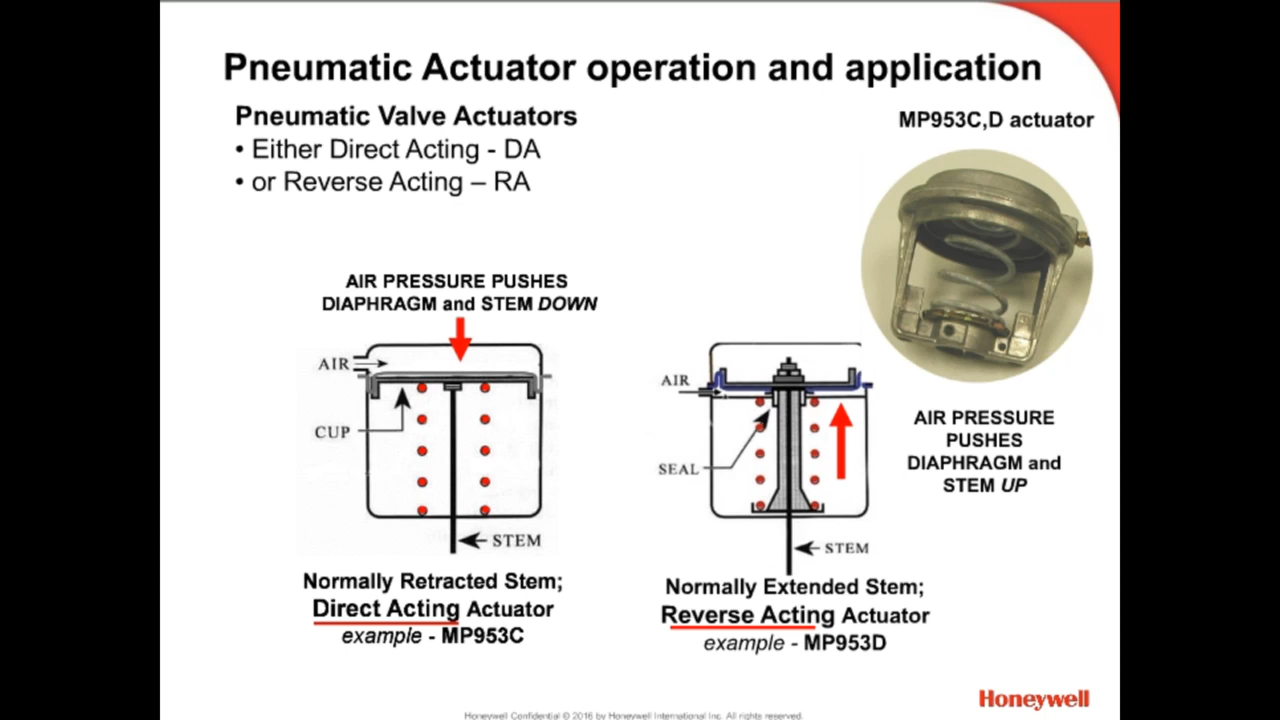 Pneumatic Actuator operation and application
Pneumatic Valve Actuators
• Either Direct Acting - DA
• or Reverse Acting – RA
MP953C,D actuator
AIR PRESSURE PUSHES
DIAPHRAGM and STEM DOWN
AIR
CUP
STEM
Normally Retracted Stem;
Direct Acting Actuator
example - MP953C
AIR
SEAL
STEM
Normally Extended Stem;
Reverse Acting Actuator
example - MP953D
AIR PRESSURE
PUSHES
DIAPHRAGM and
STEM UP
Honeywell
Honeywell Confidential © 2016 by Honeywell International Inc. All rights reserved.